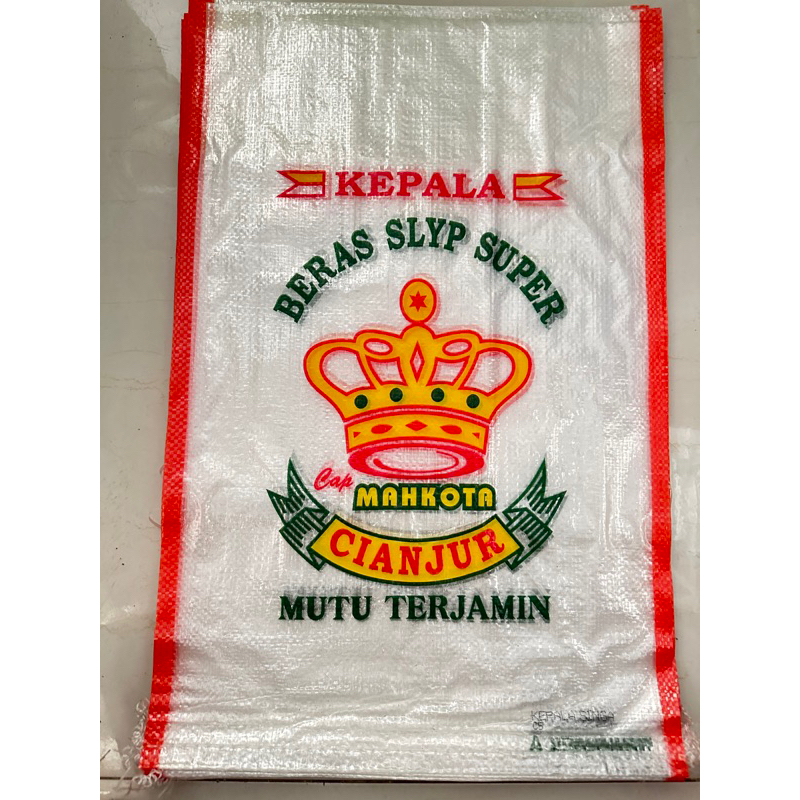 KEPALA
BERAS SLYP SUPER
Cap
MAHKOTA
CIANJUR
MUTU TERJAMIN